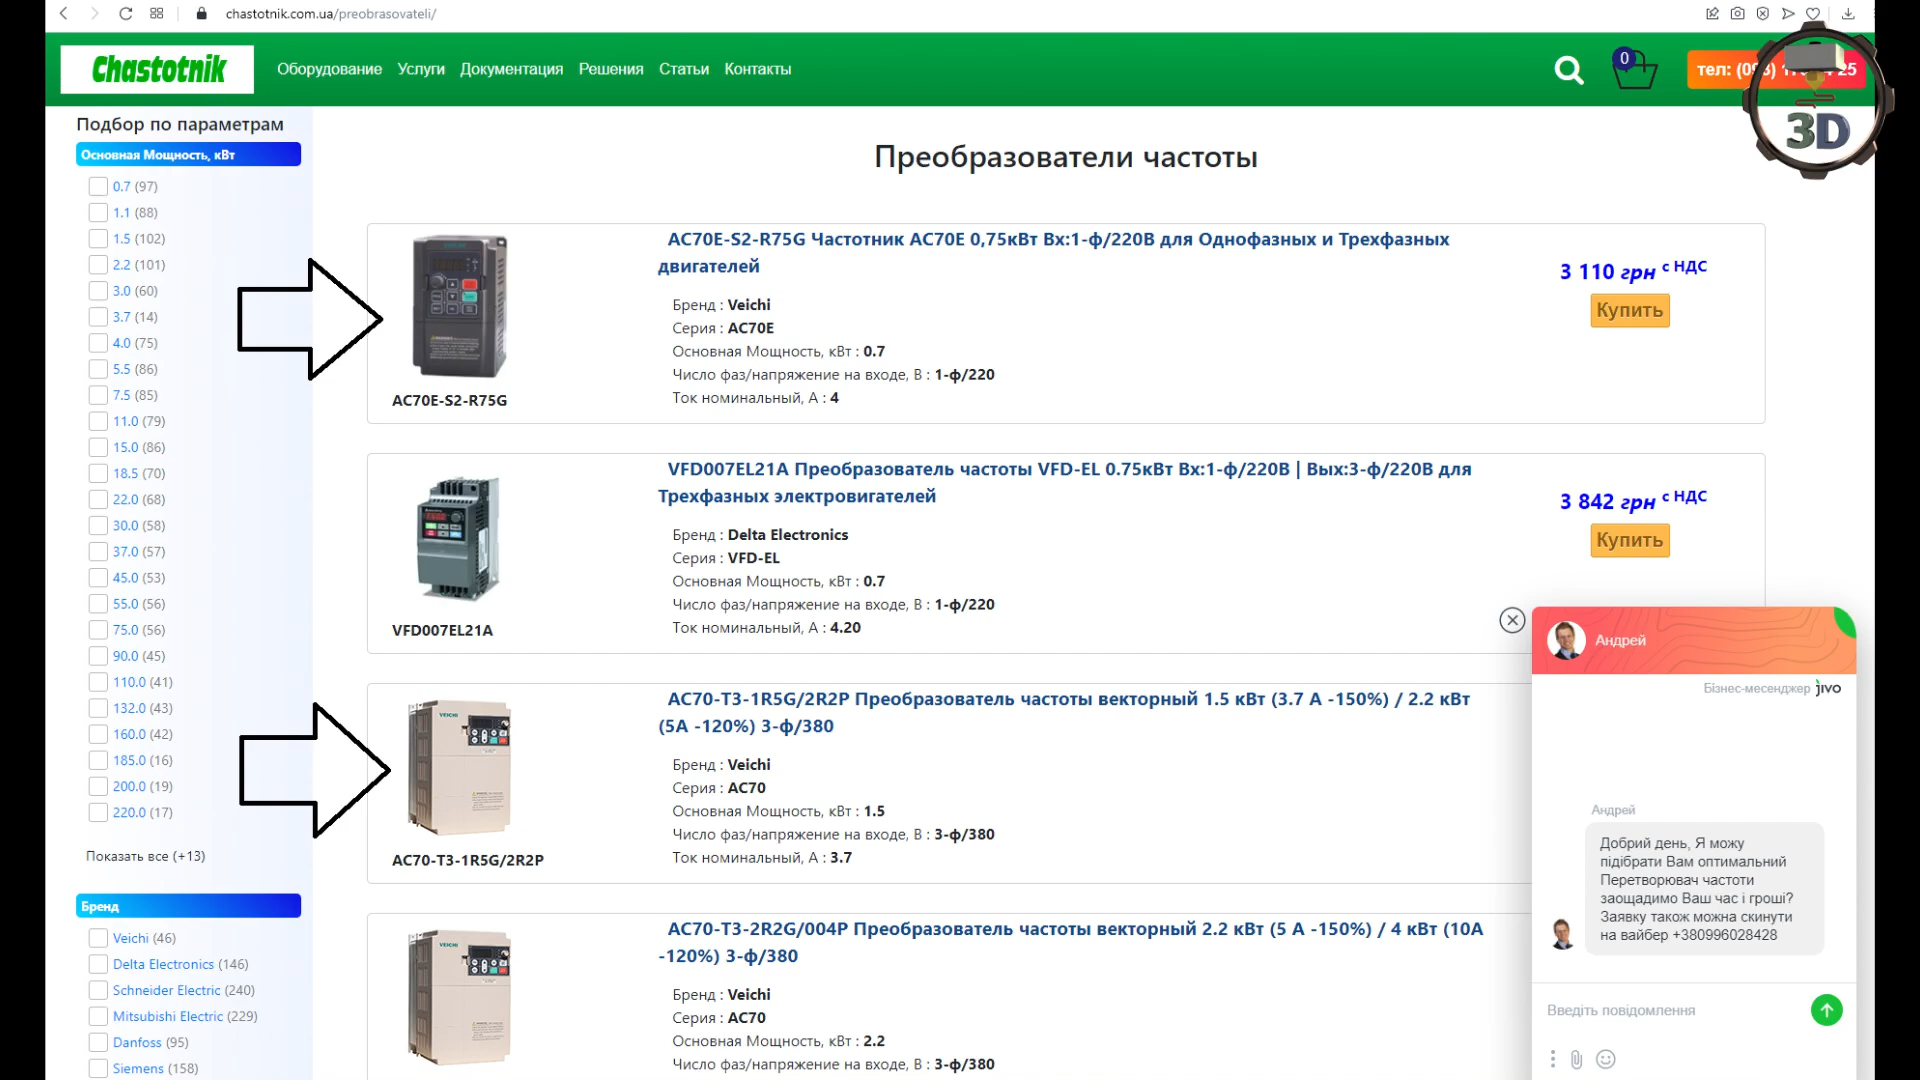 chastotnik.com.ua/preobrasovateli/
Chastotnik
Оборудование Услуги Документация Решения Статьи Контакты
0
3D
Подбор по параметрам
Основная Мощность, кВт
0.7 (97)
1.1 (88)
1.5 (102)
2.2 (101)
3.0 (60)
3.7 (14)
4.0 (75)
5.5 (86)
7.5 (85)
11.0 (79)
15.0 (86)
18.5 (70)
22.0 (68)
30.0 (58)
37.0 (57)
45.0 (53)
55.0 (56)
75.0 (56)
90.0 (45)
110.0 (41)
132.0 (43)
160.0 (42)
185.0 (16)
200.0 (19)
220.0 (17)
Показать все (+13)
Бренд
Veichi (46)
Delta Electronics (146)
Schneider Electric (240)
Mitsubishi Electric (229)
Danfoss (95)
Siemens (158)
Преобразователи частоты
AC70E-S2-R75G Частотник AC70E 0,75кВт Вх:1-ф/220В для Однофазных и Трехфазных
двигателей
Бренд : Veichi
Серия : AC70E
Основная Мощность, кВт : 0.7
Число фаз/напряжение на входе, В : 1-ф/220
Ток номинальный, А : 4
AC70E-S2-R75G
3 110 грн с НДС
Купить
VFD007EL21A Преобразователь частоты VFD-EL 0.75кВт Вх:1-ф/220В | Вых:3-ф/220В для
Трехфазных электровигателей
Бренд : Delta Electronics
Серия : VFD-EL
Основная Мощность, кВт : 0.7
Число фаз/напряжение на входе, В : 1-ф/220
Ток номинальный, А : 4.20
VFD007EL21A
3 842 грн с НДС
Купить
AC70-T3-1R5G/2R2P Преобразователь частоты векторный 1.5 кВт (3.7 А -150%) / 2.2 кВт
(5А -120%) 3-ф/380
VEICHI
Бренд : Veichi
Серия : AC70
Основная Мощность, кВт : 1.5
Число фаз/напряжение на входе, В : 3-ф/380
Ток номинальный, А : 3.7
AC70-T3-1R5G/2R2P
AC70-T3-2R2G/004P Преобразователь частоты векторный 2.2 кВт (5 А -150%) / 4 кВт (10А
-120%) 3-ф/380
VEICHI
Бренд : Veichi
Серия : AC70
Основная Мощность, кВт : 2.2
Число фаз/напряжение на входе, В : 3-ф/380
Андрей
Бізнес-месенджер jivo
Андрей
Добрий день, Я можу
підібрати Вам оптимальний
Перетворювач частоти
заощадимо Ваш час і гроші?
Заявку також можна скинути
на вайбер +380996028428
Введіть повідомлення